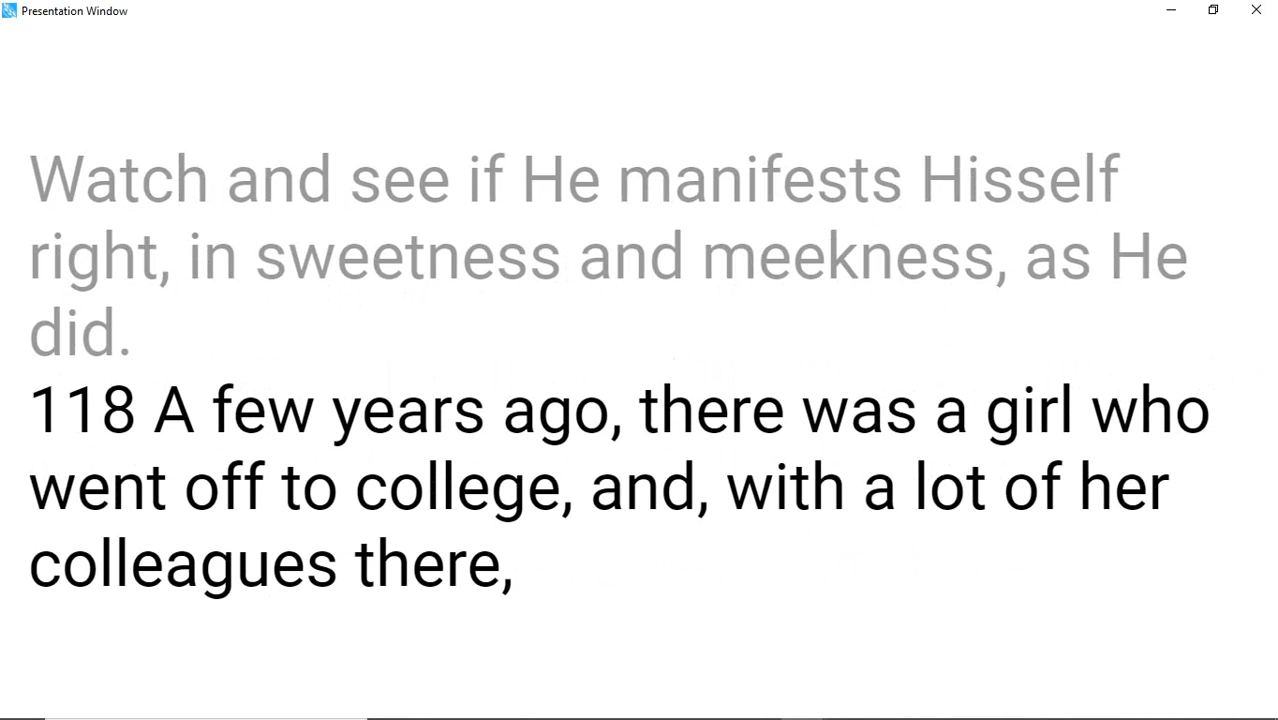 Presentation Window
Watch and see if He manifests Hisself
right, in sweetness and meekness, as He
did.
118 A few years ago, there was a girl who
went off to college, and, with a lot of her
colleagues there,